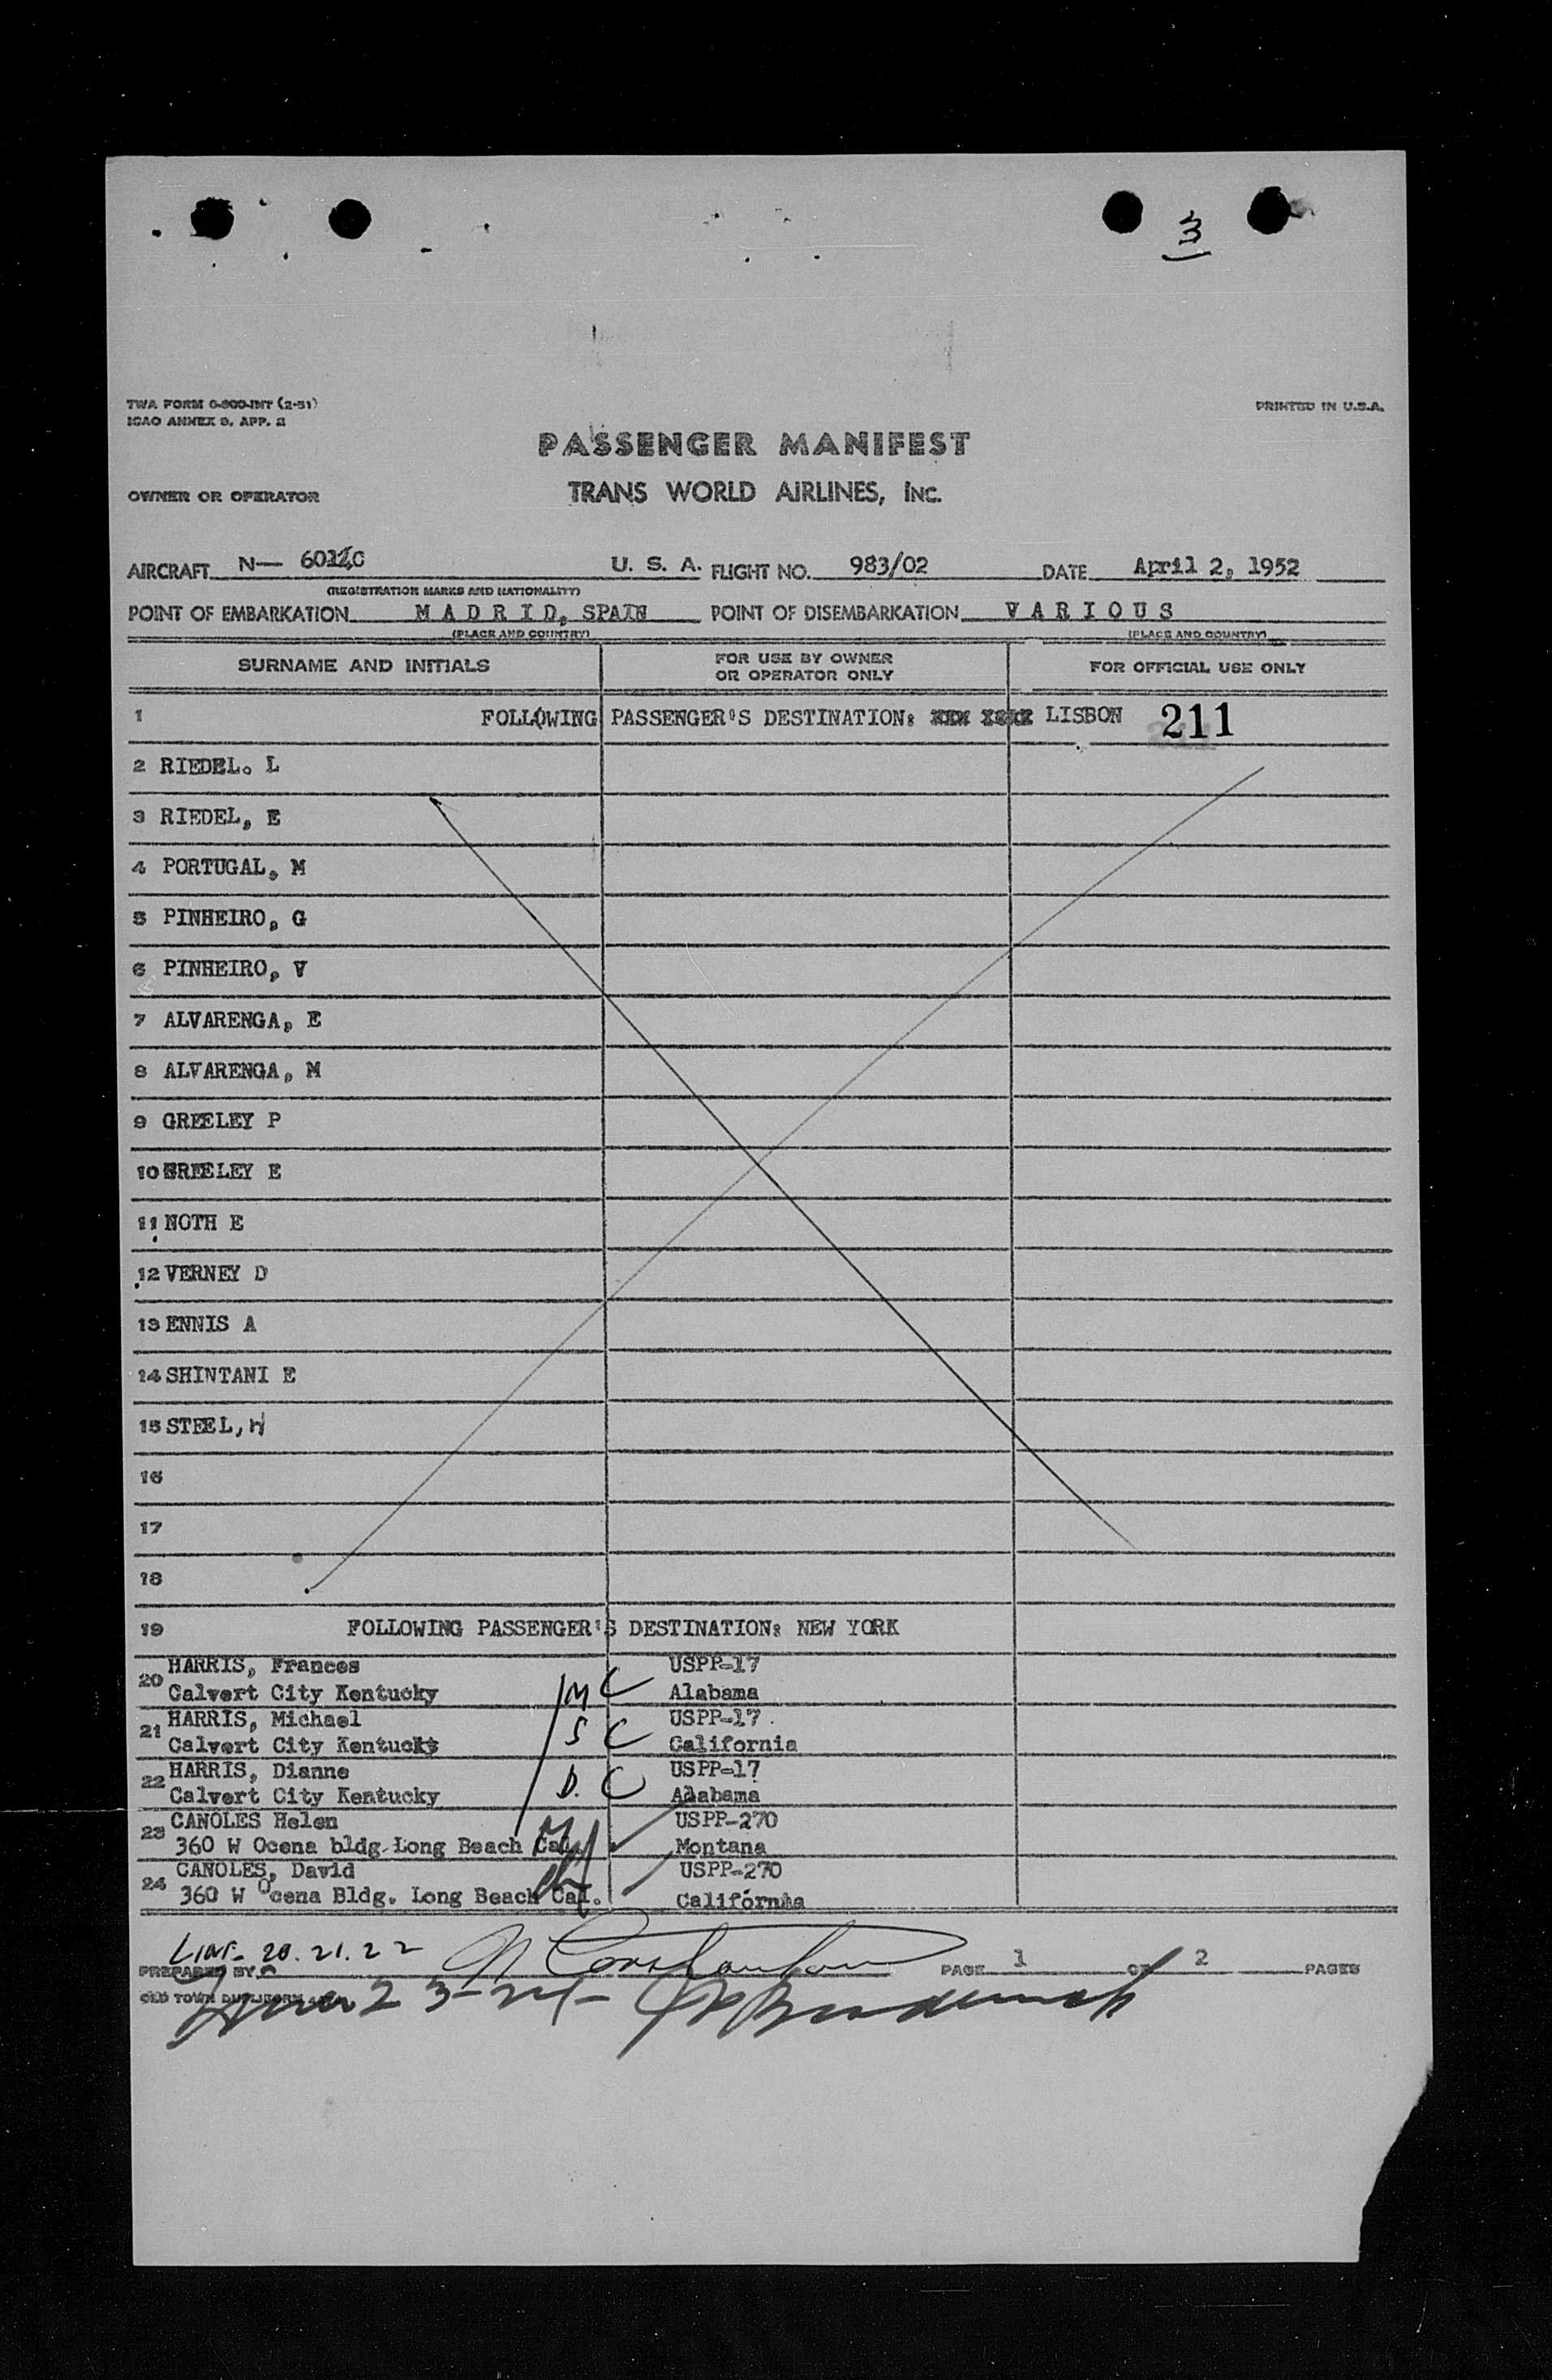 3
TWA FORM O-800-INT (2-51)
ICAO ANNEX 9, APP. 2
PRINTED IN U.S.A.
PASSENGER MANIFEST
OWNER OR OPERATOR TRANS WORLD AIRLINES, INC.
AIRCRAFT N— U. S. A. FLIGHT NO. 983/02 DATE April 2, 1952
(REGISTRATION MARKS AND NATIONALITY)
POINT OF EMBARKATION M A D R I D, SPAIN POINT OF DISEMBARKATION V A R I O U S
(PLACE AND COUNTRY) (PLACE AND COUNTRY)
SURNAME AND INITIALS FOR USE BY OWNER OR OPERATOR ONLY FOR OFFICIAL USE ONLY
1 FOLLOWING PASSENGER'S DESTINATION: LISBON 211
2 RIEDEL. L
3 RIEDEL, E
4 PORTUGAL, M
5 PINHEIRO, G
6 PINHEIRO, V
7 ALVARENGA, E
8 ALVARENGA, M
9 GREELEY P
10 GREELEY E
11 NOTH E
12 VERNEY D
13 ENNIS A
14 SHINTANI E
15 STEEL, H
16
17
18
19 FOLLOWING PASSENGER'S DESTINATION: NEW YORK
20 HARRIS, Frances USPP-17
Calvert City Kentucky M C Alabama
21 HARRIS, Michael USPP-17
Calvert City Kentucky S C California
22 HARRIS, Dianne USPP-17
Calvert City Kentucky D. C Alabama
23 CANOLES Helen USPP-270
360 W Ocena bldg. Long Beach Cal. Montana
24 CANOLES, David USPP-270
360 W Ocena Bldg. Long Beach Cal. California
20. 21. 22
PREPARED BY PAGE 1 OF 2 PAGES
OLD TOWN
23-24-